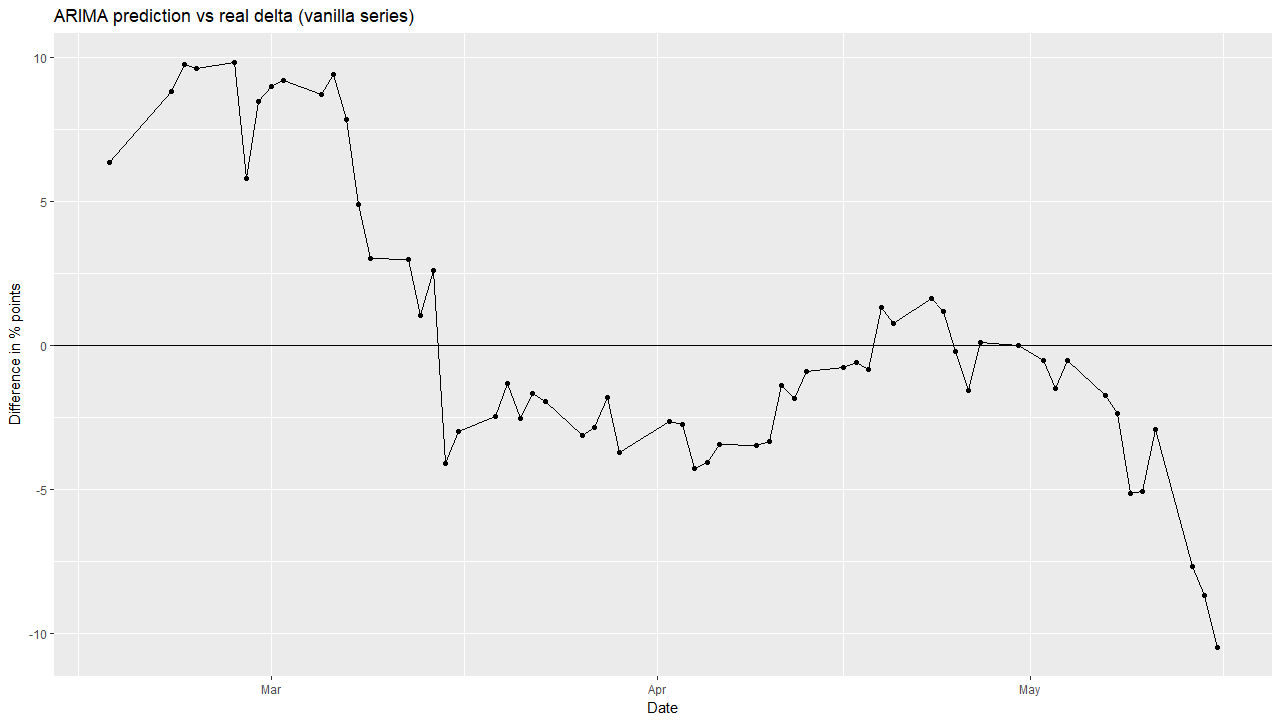 ARIMA prediction vs real delta (vanilla series)
10
5
0
-5
-10
Difference in % points
Mar
Apr
May
Date